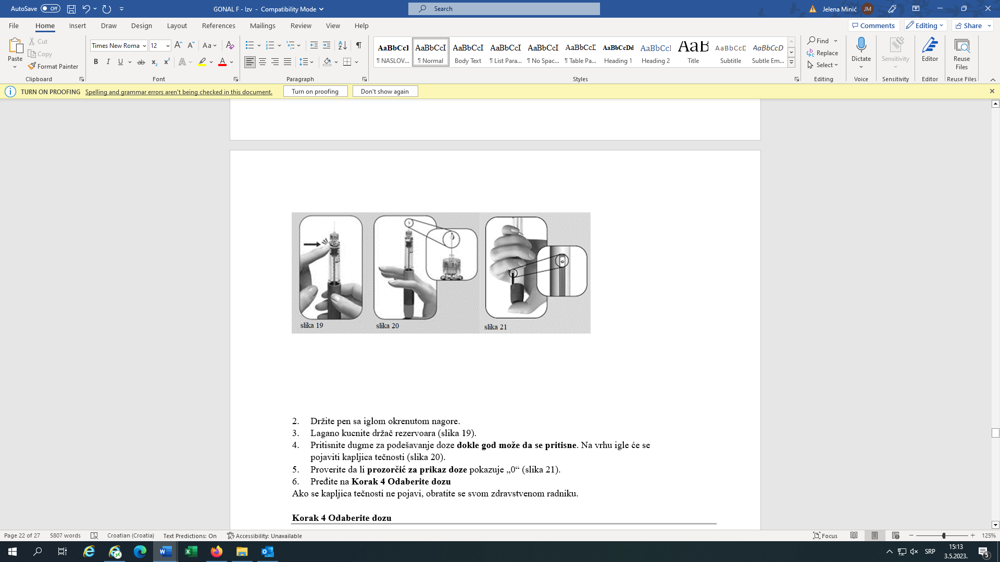 AutoSave Off GONAL F - Izv - Compatibility Mode Search Jelena Minić JM
File Home Insert Draw Design Layout References Mailings Review View Help Comments Editing Share
Paste Cut Copy Format Painter
Times New Roma 12
AaBbCcI AaBbCcI AaBbCcI AaBbCcI AaBbCcI AaBbCcI AaBbCcDd AaBbCcI AaB AaBbCcD AaBbCcD
¶ NASLOV... ¶ Normal Body Text ¶ List Para... ¶ No Spac... ¶ Table Pa... Heading 1 Heading 2 Title Subtitle Subtle Em...
Find Replace Select
Dictate Sensitivity Editor Reuse Files
Clipboard Font Paragraph Styles Editing Voice Sensitivity Editor Reuse Files
TURN ON PROOFING Spelling and grammar errors aren't being checked in this document. Turn on proofing Don't show again
slika 19 slika 20 slika 21
2. Držite pen sa iglom okrenutom nagore.
3. Lagano kucnite držač rezervoara (slika 19).
4. Pritisnite dugme za podešavanje doze dokle god može da se pritisne. Na vrhu igle će se
pojaviti kapljica tečnosti (slika 20).
5. Proverite da li prozorčić za prikaz doze pokazuje „0“ (slika 21).
6. Pređite na Korak 4 Odaberite dozu
Ako se kapljica tečnosti ne pojavi, obratite se svom zdravstvenom radniku.
Korak 4 Odaberite dozu
Page 22 of 27 5807 words Croatian (Croatia) Text Predictions: On Accessibility: Unavailable Focus 125%
SRP 15:13
3.5.2023. 5